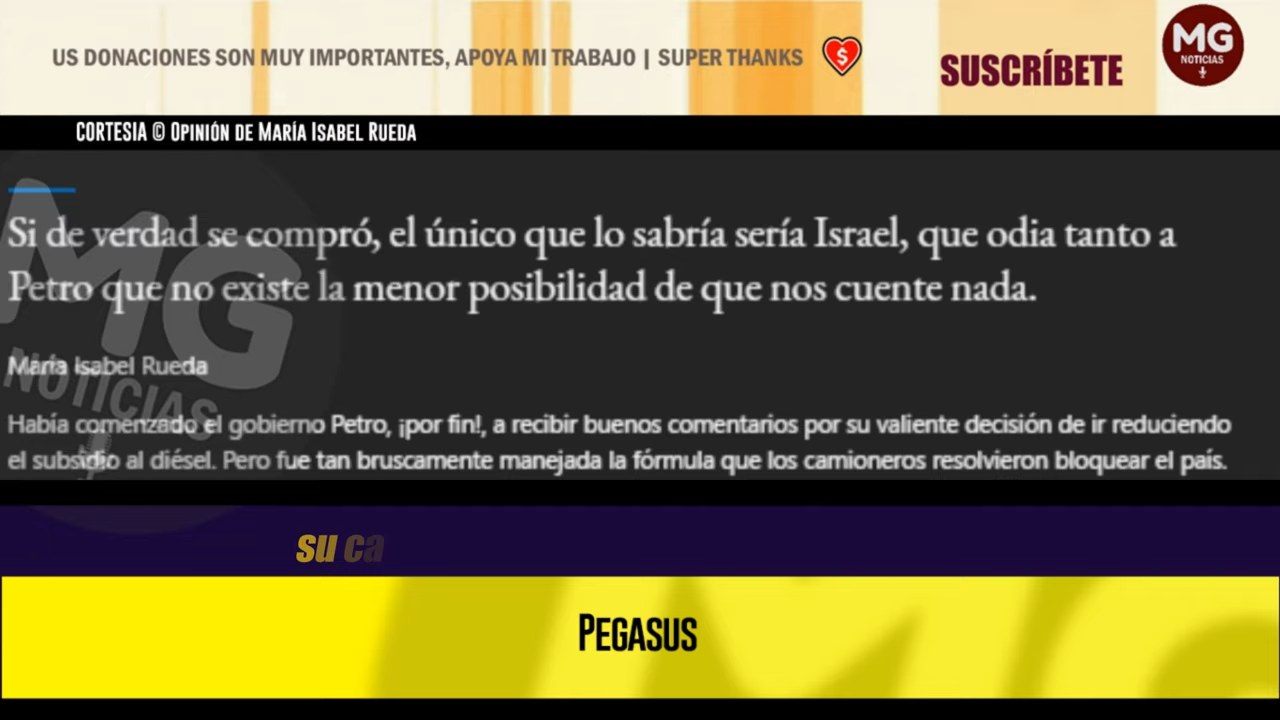 US DONACIONES SON MUY IMPORTANTES, APOYA MI TRABAJO | SUPER THANKS
$
SUSCRÍBETE
MG
NOTICIAS
CORTESIA © OPINIÓN DE MARÍA ISABEL RUEDA
Si de verdad se compró, el único que lo sabría sería Israel, que odia tanto a
Petro que no existe la menor posibilidad de que nos cuente nada.
MG
NOTICIAS
María Isabel Rueda
Había comenzado el gobierno Petro, ¡por fin!, a recibir buenos comentarios por su valiente decisión de ir reduciendo
el subsidio al diésel. Pero fue tan bruscamente manejada la fórmula que los camioneros resolvieron bloquear el país.
su ca
PEGASUS